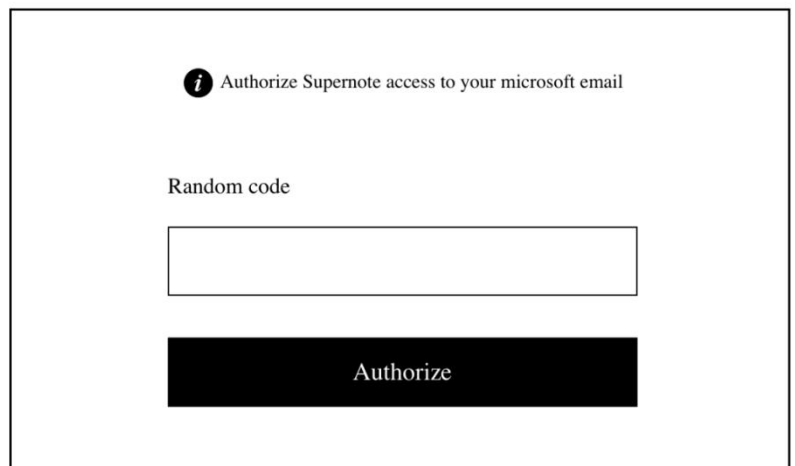 i Authorize Supernote access to your microsoft email
Random code
Authorize